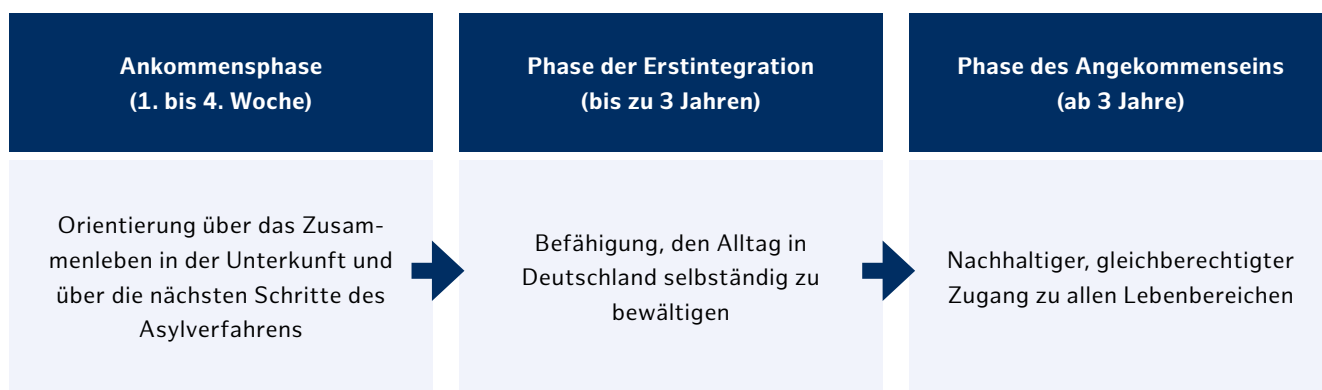 Ankommensphase
(1. bis 4. Woche)
Orientierung über das Zusam-
menleben in der Unterkunft und
über die nächsten Schritte des
Asylverfahrens
Phase der Erstintegration
(bis zu 3 Jahren)
Befähigung, den Alltag in
Deutschland selbständig zu
bewältigen
Phase des Angekommenseins
(ab 3 Jahre)
Nachhaltiger, gleichberechtigter
Zugang zu allen Lebenbereichen